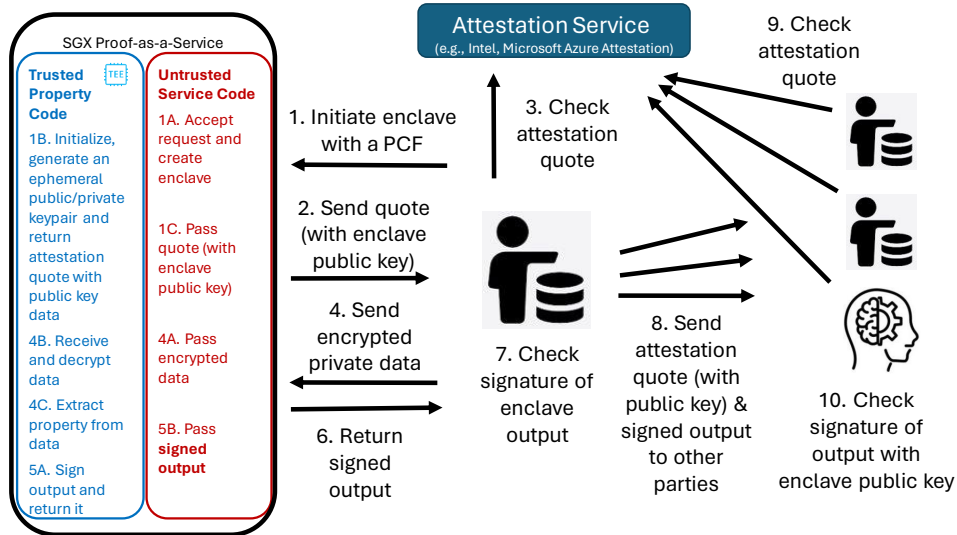 SGX Proof-as-a-Service
Trusted
Property
Code
TEE
1B. Initialize,
generate an
ephemeral
public/private
keypair and
return
attestation
quote with
public key
data
4B. Receive
and decrypt
data
4C. Extract
property from
data
5A. Sign
output and
return it
Untrusted
Service Code
1A. Accept
request and
create
enclave
1C. Pass
quote (with
enclave
public key)
4A. Pass
encrypted
data
5B. Pass
signed
output
Attestation Service
(e.g., Intel, Microsoft Azure Attestation)
1. Initiate enclave
with a PCF
2. Send quote
(with enclave
public key)
3. Check
attestation
quote
4. Send
encrypted
private data
6. Return
signed
output
7. Check
signature of
enclave
output
8. Send
attestation
quote (with
public key) &
signed output
to other
parties
9. Check
attestation
quote
10. Check
signature of
output with
enclave public key